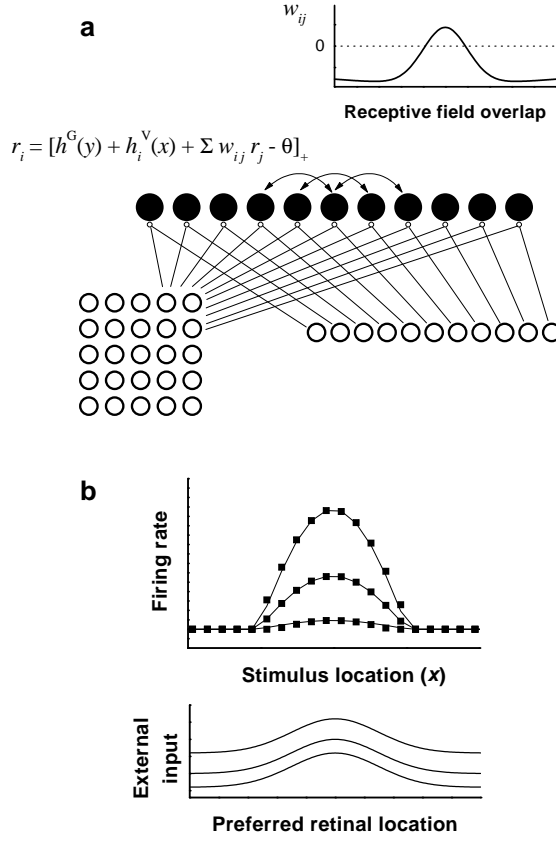 a
w_ij
0
Receptive field overlap
r_i = [h^G(y) + h_i^V(x) + Σ w_ij r_j - θ]_+
b
Firing rate
Stimulus location (x)
External
input
Preferred retinal location